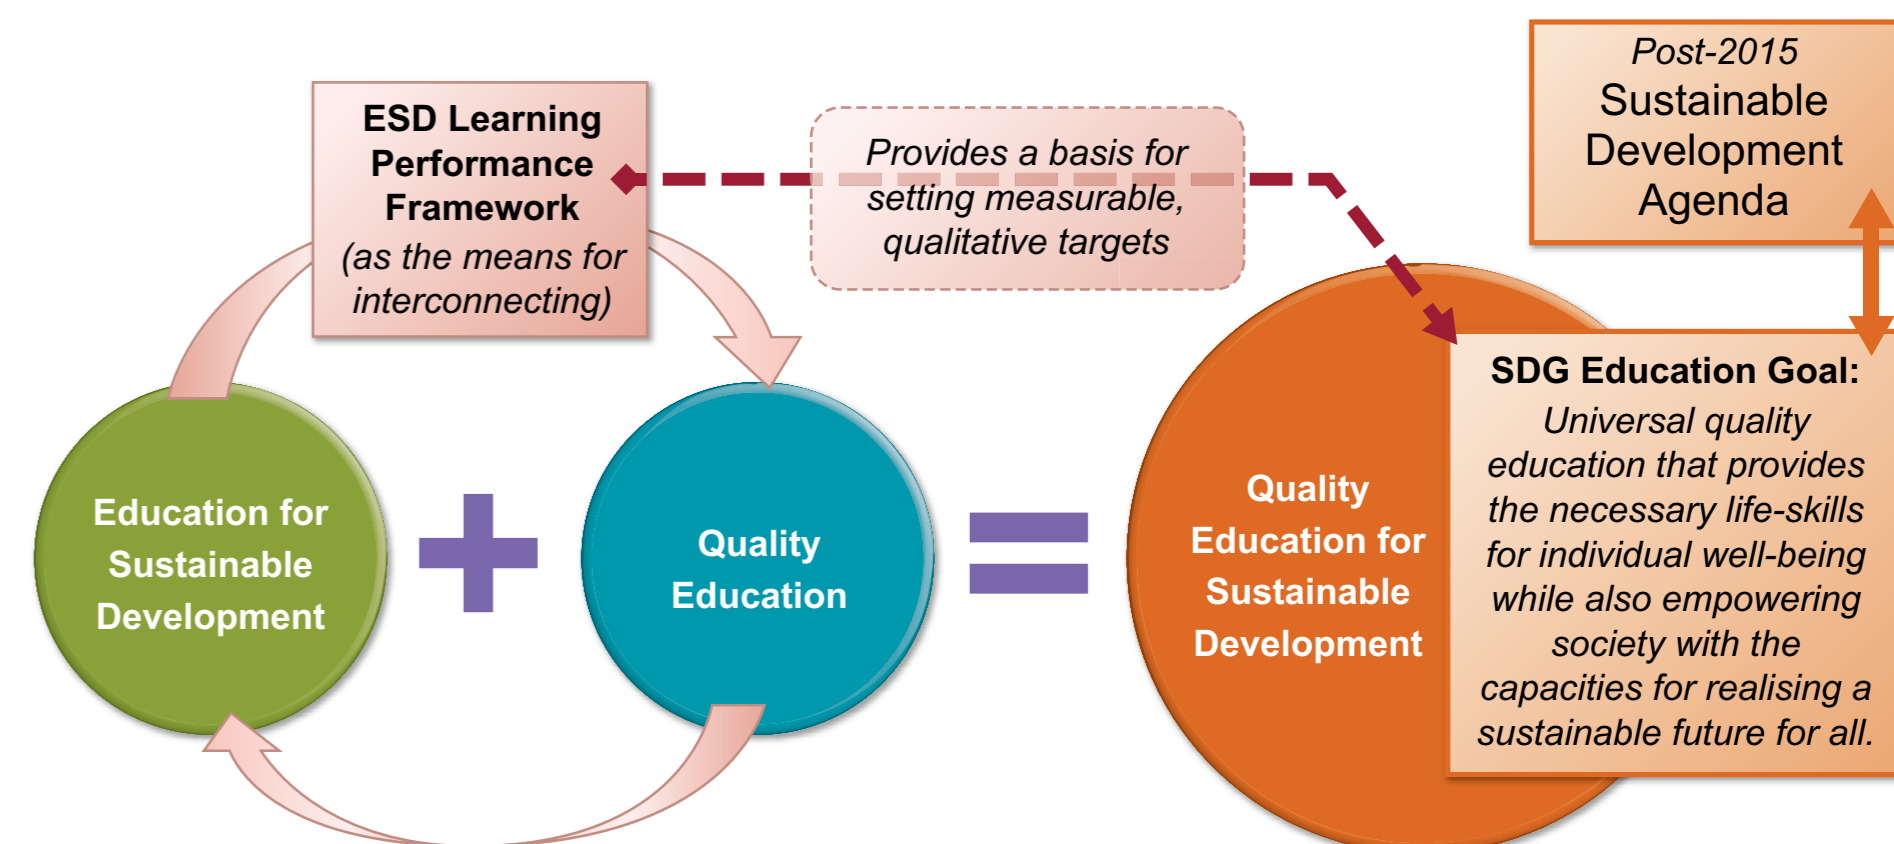 Post-2015
Sustainable
Development
Agenda
ESD Learning
Performance
Framework
(as the means for
interconnecting)
Provides a basis for
setting measurable,
qualitative targets
Education for
Sustainable
Development
Quality
Education
Quality
Education for
Sustainable
Development
SDG Education Goal:
Universal quality
education that provides
the necessary life-skills
for individual well-being
while also empowering
society with the
capacities for realising a
sustainable future for all.